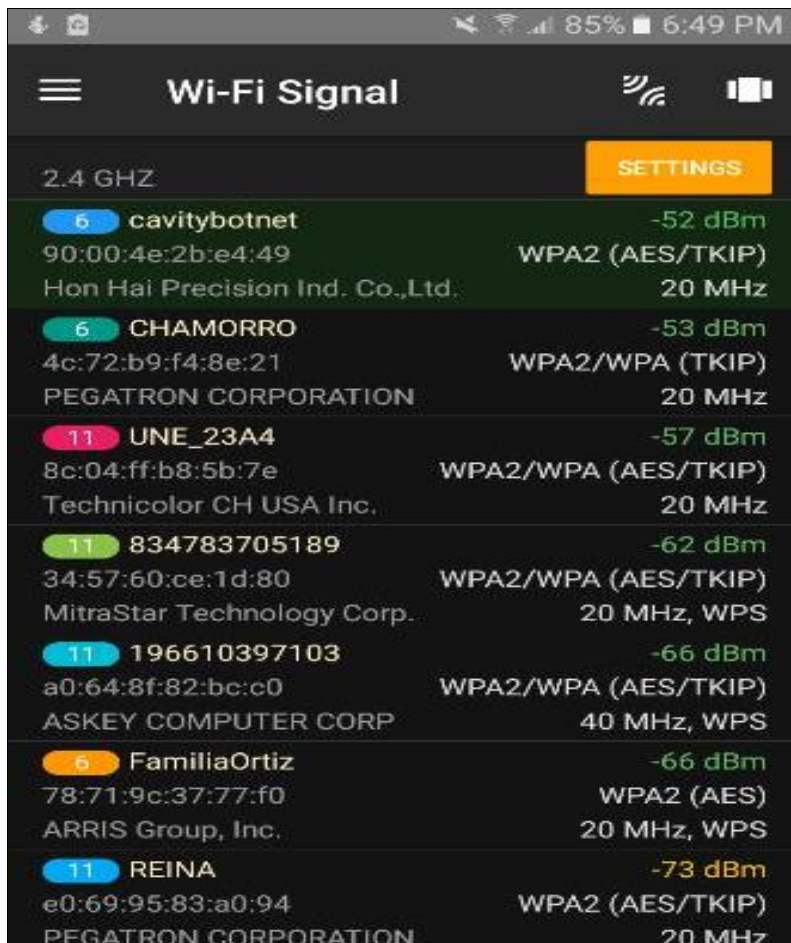 85% 6:49 PM
Wi-Fi Signal
2.4 GHZ SETTINGS
6 cavitybotnet -52 dBm
90:00:4e:2b:e4:49 WPA2 (AES/TKIP)
Hon Hai Precision Ind. Co.,Ltd. 20 MHz
6 CHAMORRO -53 dBm
4c:72:b9:f4:8e:21 WPA2/WPA (TKIP)
PEGATRON CORPORATION 20 MHz
11 UNE_23A4 -57 dBm
8c:04:ff:b8:5b:7e WPA2/WPA (AES/TKIP)
Technicolor CH USA Inc. 20 MHz
11 834783705189 -62 dBm
34:57:60:ce:1d:80 WPA2/WPA (AES/TKIP)
MitraStar Technology Corp. 20 MHz, WPS
11 196610397103 -66 dBm
a0:64:8f:82:bc:c0 WPA2/WPA (AES/TKIP)
ASKEY COMPUTER CORP 40 MHz, WPS
6 FamiliaOrtiz -66 dBm
78:71:9c:37:77:f0 WPA2 (AES)
ARRIS Group, Inc. 20 MHz, WPS
11 REINA -73 dBm
e0:69:95:83:a0:94 WPA2 (AES/TKIP)
PEGATRON CORPORATION 20 MHz